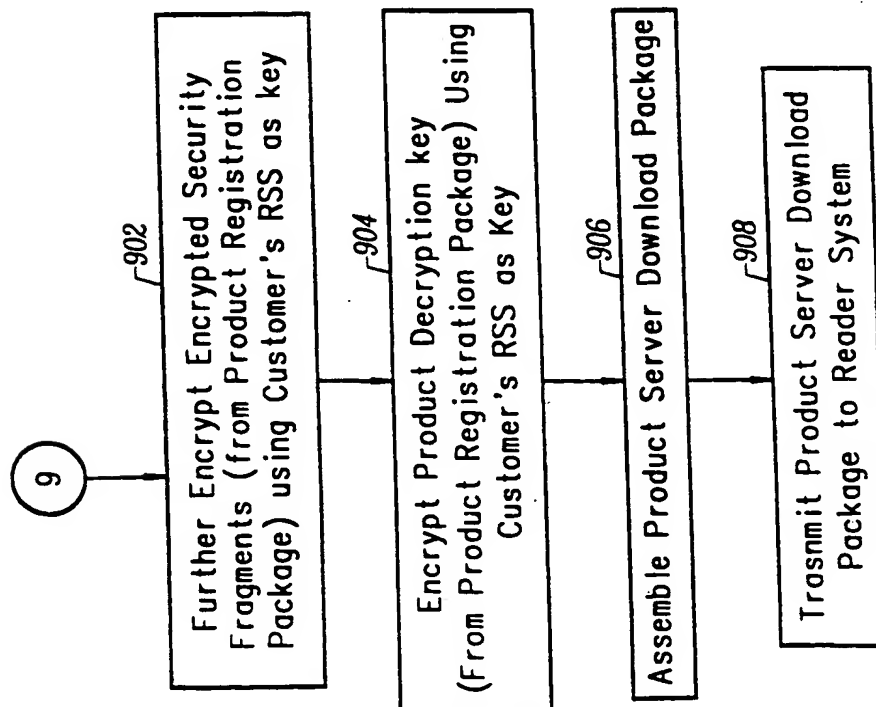 9
902
Further Encrypt Encrypted Security
Fragments (from Product Registration
Package) using Customer's RSS as key
904
Encrypt Product Decryption key
(From Product Registration Package) Using
Customer's RSS as Key
906
Assemble Product Server Download Package
908
Trasnmit Product Server Download
Package to Reader System